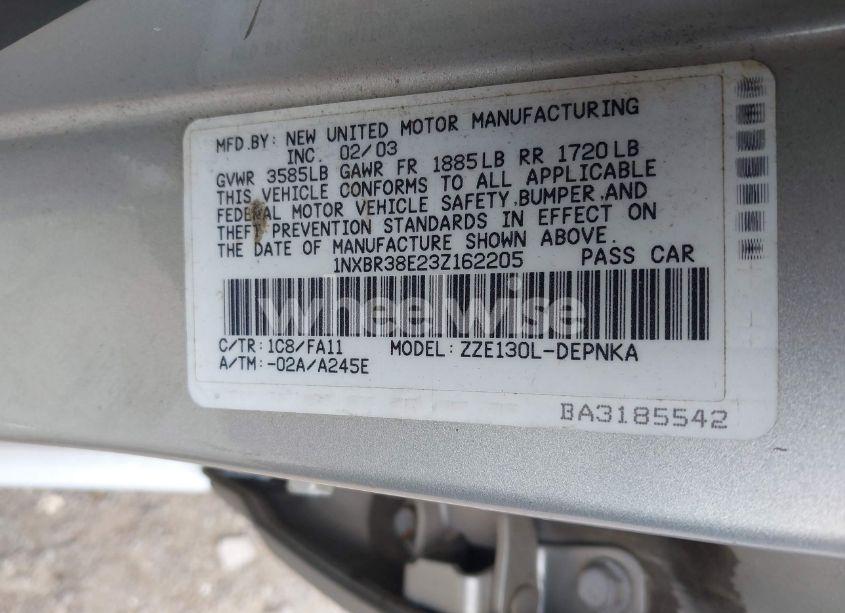 MFD.BY: NEW UNITED MOTOR MANUFACTURING
INC. 02/03
GVWR 3585LB GAWR FR 1885LB RR 1720LB
THIS VEHICLE CONFORMS TO ALL APPLICABLE
FEDERAL MOTOR VEHICLE SAFETY,BUMPER,AND
THEFT PREVENTION STANDARDS IN EFFECT ON
THE DATE OF MANUFACTURE SHOWN ABOVE.
1NXBR38E23Z162205 PASS CAR
wheelwise
C/TR:1C8/FA11 MODEL:ZZE130L-DEPNKA
A/TM:-02A/A245E
BA3185542